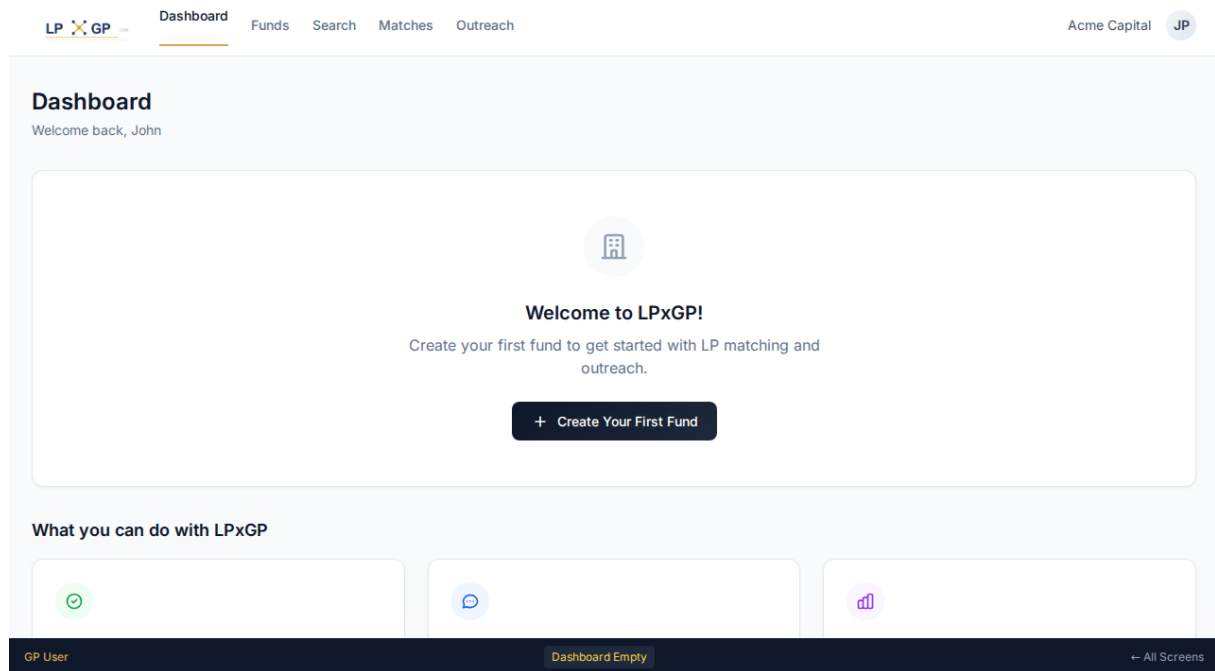 LP GP
Dashboard
Funds
Search
Matches
Outreach
Acme Capital
JP
Dashboard
Welcome back, John
Welcome to LPxGP!
Create your first fund to get started with LP matching and
outreach.
+ Create Your First Fund
What you can do with LPxGP
GP User
Dashboard Empty
← All Screens